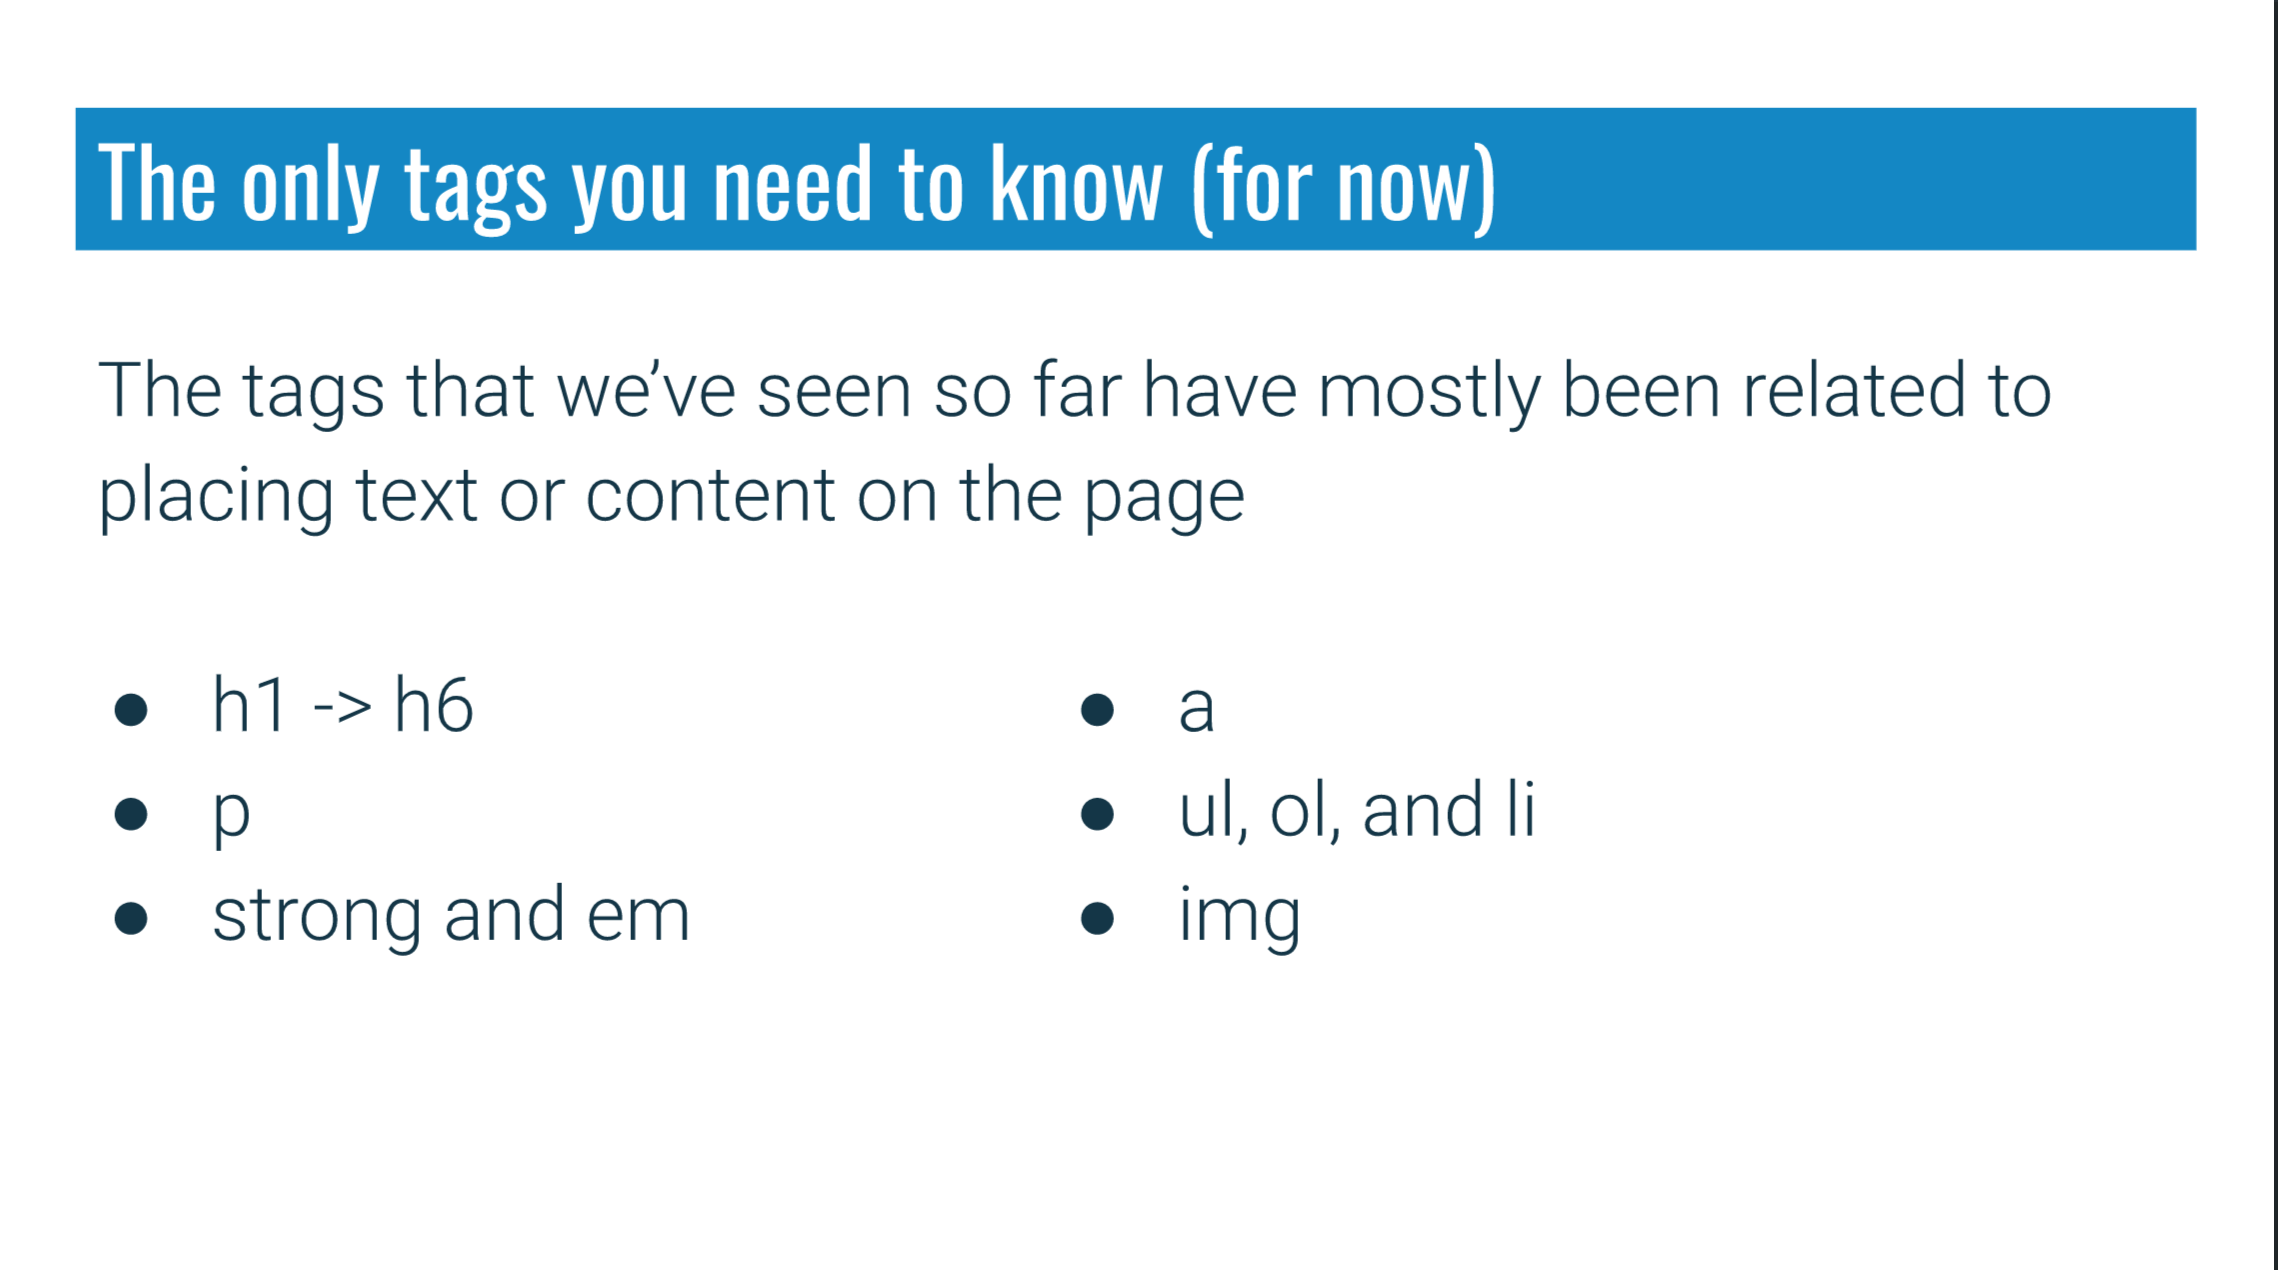 The only tags you need to know (for now)
The tags that we’ve seen so far have mostly been related to
placing text or content on the page
● h1 -> h6
● p
● strong and em
● a
● ul, ol, and li
● img